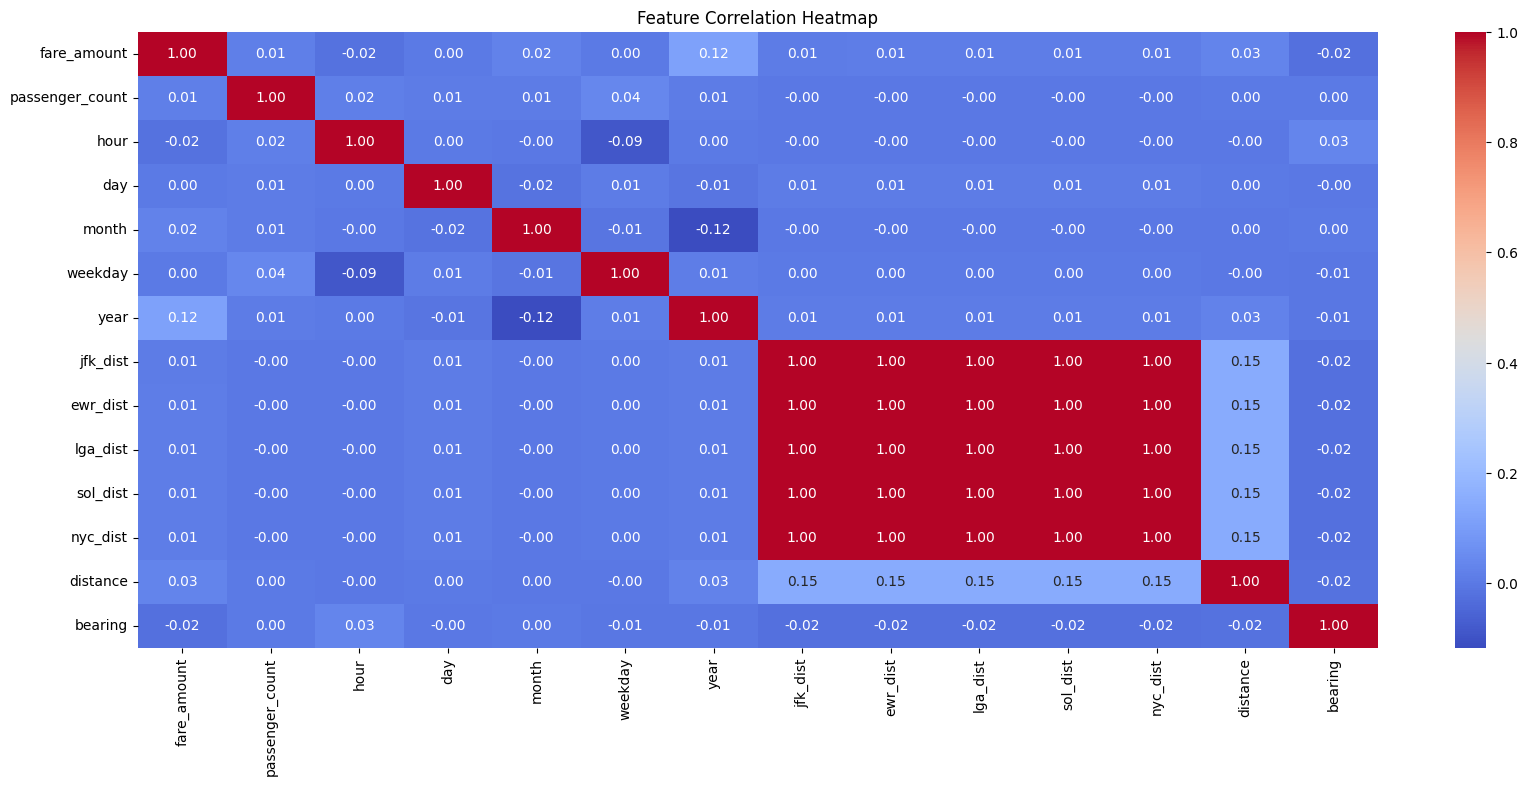 Feature Correlation Heatmap
fare_amount 1.00 0.01 -0.02 0.00 0.02 0.00 0.12 0.01 0.01 0.01 0.01 0.01 0.03 -0.02
passenger_count 0.01 1.00 0.02 0.01 0.01 0.04 0.01 -0.00 -0.00 -0.00 -0.00 -0.00 0.00 0.00
hour -0.02 0.02 1.00 0.00 -0.00 -0.09 0.00 -0.00 -0.00 -0.00 -0.00 -0.00 -0.00 0.03
day 0.00 0.01 0.00 1.00 -0.02 0.01 -0.01 0.01 0.01 0.01 0.01 0.01 0.00 -0.00
month 0.02 0.01 -0.00 -0.02 1.00 -0.01 -0.12 -0.00 -0.00 -0.00 -0.00 -0.00 0.00 0.00
weekday 0.00 0.04 -0.09 0.01 -0.01 1.00 0.01 0.00 0.00 0.00 0.00 0.00 -0.00 -0.01
year 0.12 0.01 0.00 -0.01 -0.12 0.01 1.00 0.01 0.01 0.01 0.01 0.01 0.03 -0.01
jfk_dist 0.01 -0.00 -0.00 0.01 -0.00 0.00 0.01 1.00 1.00 1.00 1.00 1.00 0.15 -0.02
ewr_dist 0.01 -0.00 -0.00 0.01 -0.00 0.00 0.01 1.00 1.00 1.00 1.00 1.00 0.15 -0.02
lga_dist 0.01 -0.00 -0.00 0.01 -0.00 0.00 0.01 1.00 1.00 1.00 1.00 1.00 0.15 -0.02
sol_dist 0.01 -0.00 -0.00 0.01 -0.00 0.00 0.01 1.00 1.00 1.00 1.00 1.00 0.15 -0.02
nyc_dist 0.01 -0.00 -0.00 0.01 -0.00 0.00 0.01 1.00 1.00 1.00 1.00 1.00 0.15 -0.02
distance 0.03 0.00 -0.00 0.00 0.00 -0.00 0.03 0.15 0.15 0.15 0.15 0.15 1.00 -0.02
bearing -0.02 0.00 0.03 -0.00 0.00 -0.01 -0.01 -0.02 -0.02 -0.02 -0.02 -0.02 -0.02 1.00
fare_amount passenger_count hour day month weekday year jfk_dist ewr_dist lga_dist sol_dist nyc_dist distance bearing
1.0
0.8
0.6
0.4
0.2
0.0